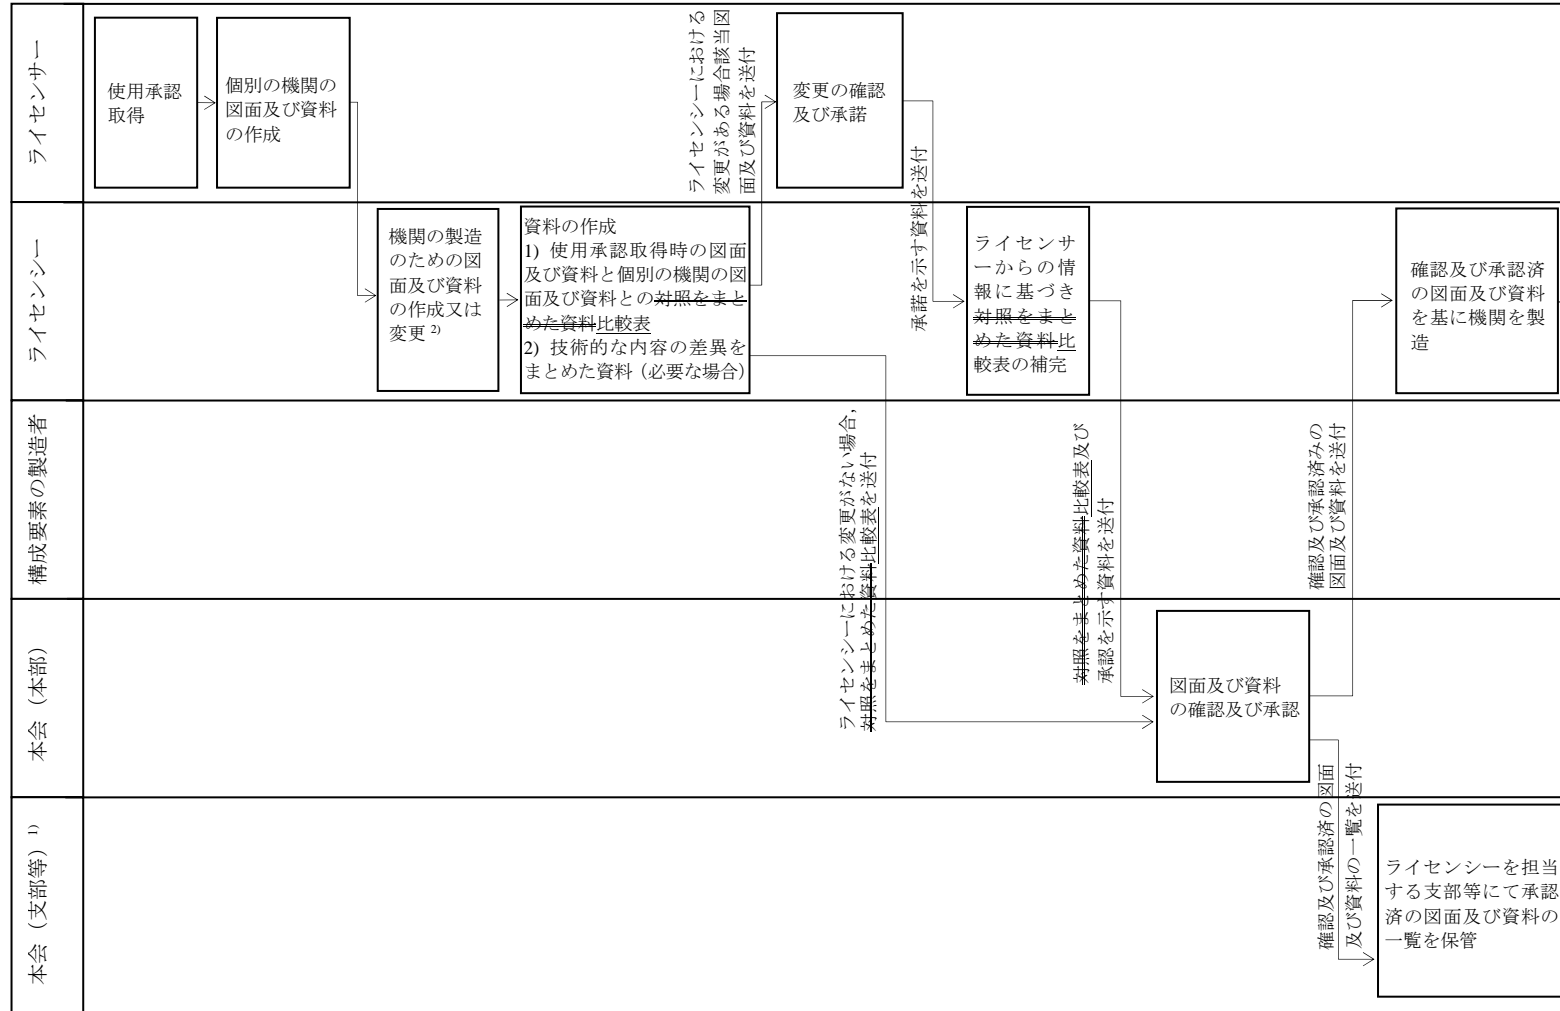 ライセンサー
使用承認
取得
個別の機関の
図面及び資料
の作成
ライセンシーにおける
変更がある場合該当図
面及び資料を送付
変更の確認
及び承諾
承諾を示す資料を送付
ライセンシー
機関の製造
のための図
面及び資料
の作成又は
変更 2)
資料の作成
1) 使用承認取得時の図面
及び資料と個別の機関の図
面及び資料との対照をまと
めた資料比較表
2) 技術的な内容の差異を
まとめた資料（必要な場合）
ライセンサ
ーからの情
報に基づき
対照をまと
めた資料比
較表の補完
確認及び承認済
の図面及び資料
を基に機関を製
造
構成要素の製造者
ライセンシーにおける変更がない場合，
対照をまとめた資料比較表を送付
対照をまとめた資料比較表及び
承認を示す資料を送付
確認及び承認済みの
図面及び資料を送付
本会（本部）
図面及び資料
の確認及び承認
確認及び承認済の図面
及び資料の一覧を送付
本会（支部等） 1)
ライセンシーを担当
する支部等にて承認
済の図面及び資料の
一覧を保管